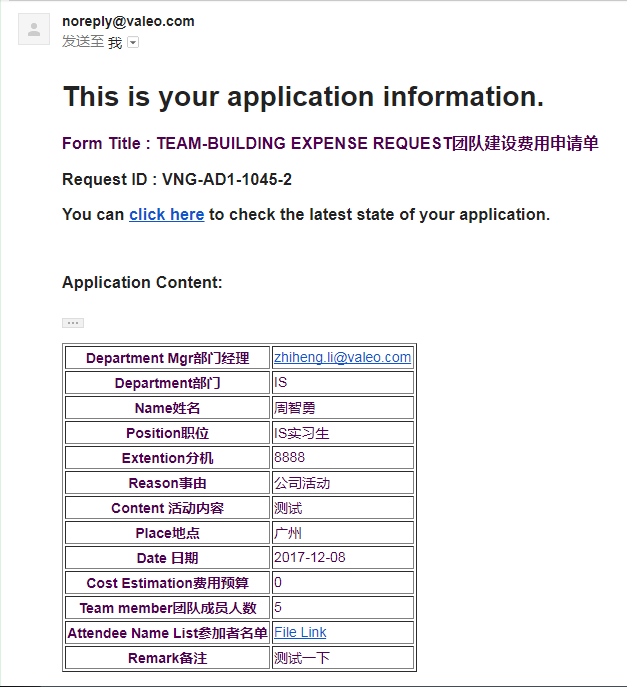 noreply@valeo.com
发送至 我
This is your application information.
Form Title : TEAM-BUILDING EXPENSE REQUEST团队建设费用申请单
Request ID : VNG-AD1-1045-2
You can click here to check the latest state of your application.
Application Content:
Department Mgr部门经理 zhiheng.li@valeo.com
Department部门 IS
Name姓名 周智勇
Position职位 IS实习生
Extention分机 8888
Reason事由 公司活动
Content 活动内容 测试
Place地点 广州
Date 日期 2017-12-08
Cost Estimation费用预算 0
Team member团队成员人数 5
Attendee Name List参加者名单 File Link
Remark备注 测试一下